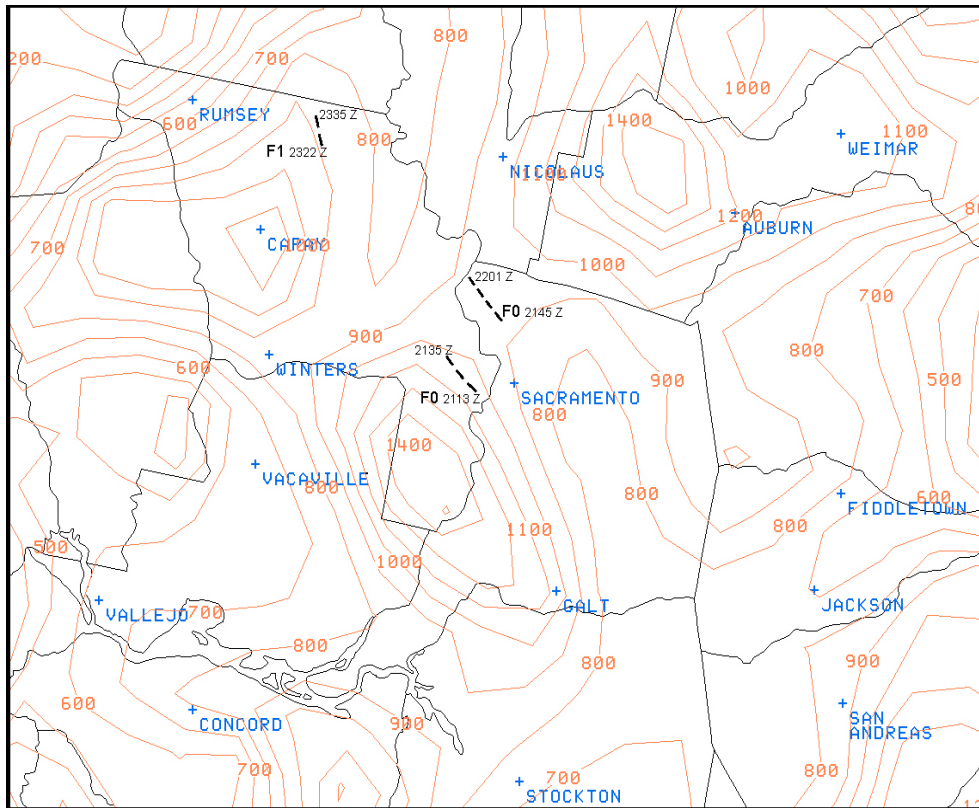 800
700
200
1000
RUMSEY
600
2335 Z
F1 2322 Z
800
1400
1100
WEIMAR
NICOLAUS
1100
1200
AUBURN
80
CAPAY
1000
700
1000
2201 Z
F0 2145 Z
700
900
2135 Z
800
600
WINTERS
900
500
F0 2113 Z
SACRAMENTO
800
1400
VACAVILLE
800
800
600
FIDDLETOWN
800
1100
500
1000
VALLEJO
700
GALT
JACKSON
800
800
900
600
CONCORD
900
SAN
ANDREAS
700
700
800
STOCKTON